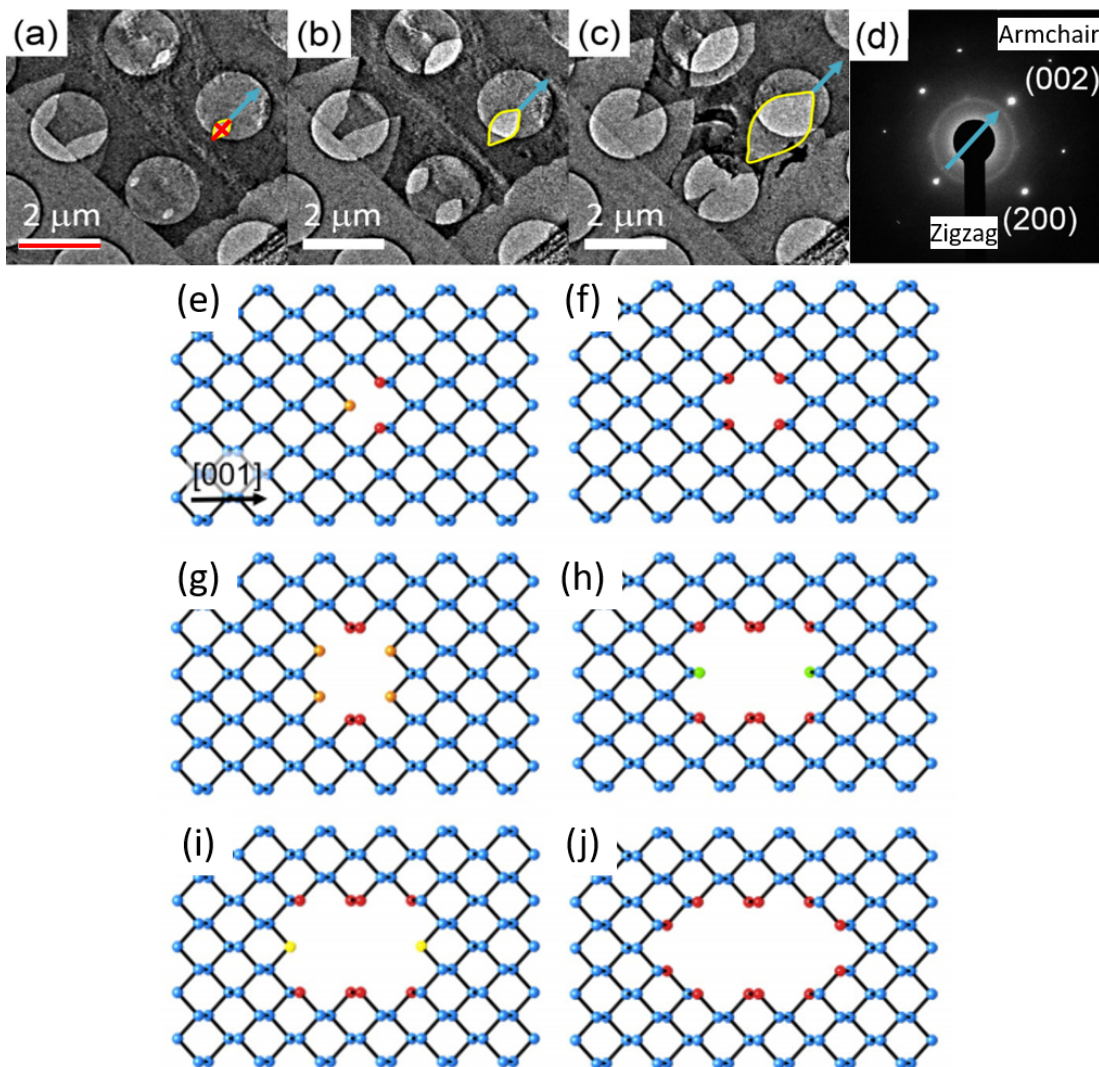 (a)
2 μm
(b)
2 μm
(c)
2 μm
(d)
Armchair
(002)
Zigzag (200)
(e)
[001]
(f)
(g)
(h)
(i)
(j)